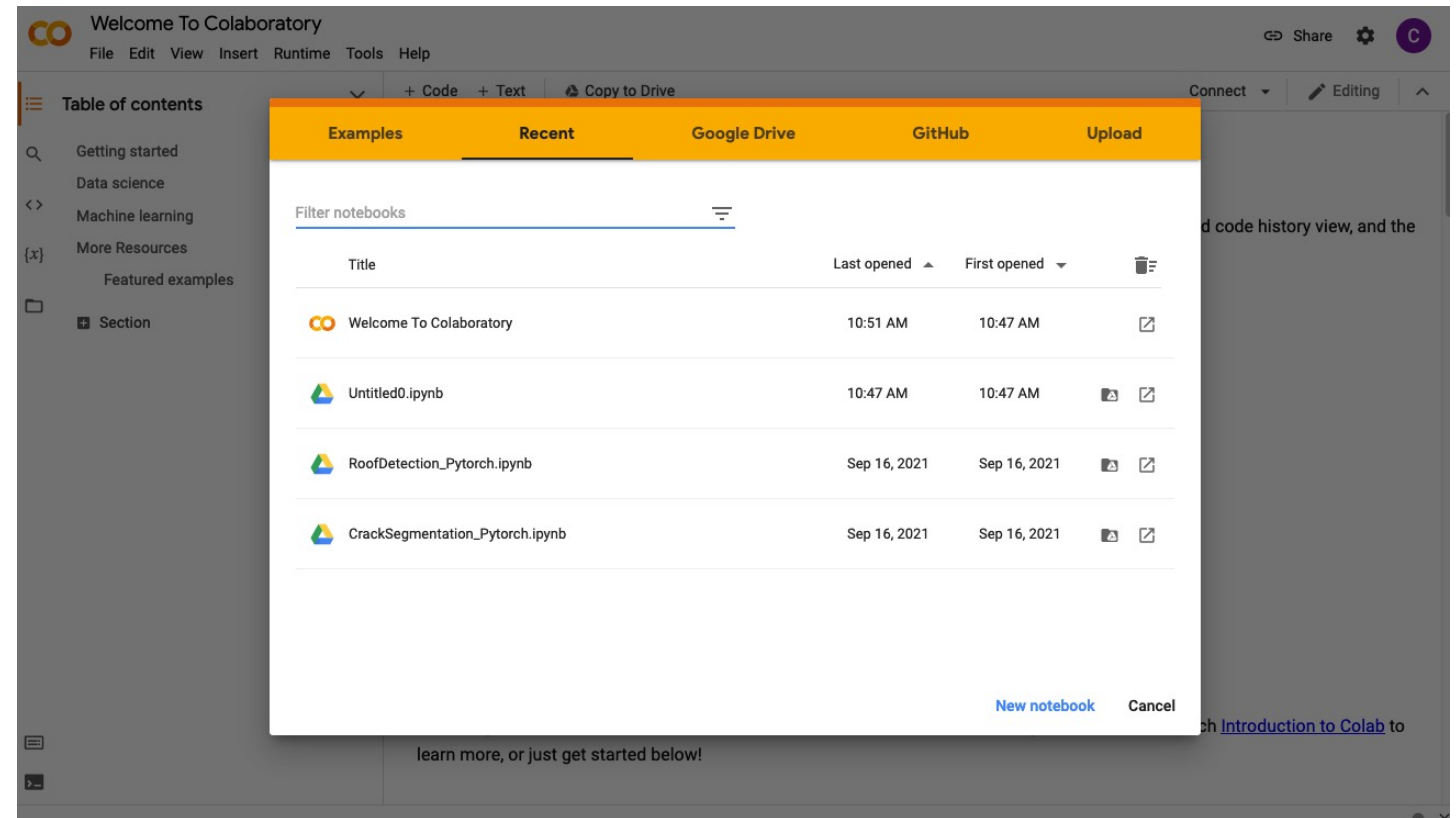 Welcome To Colaboratory
File Edit View Insert Runtime Tools Help
Share
C
Table of contents
+ Code + Text Copy to Drive
Connect
Editing
Getting started
Data science
Machine learning
More Resources
Featured examples
Section
{x}
Examples Recent Google Drive GitHub Upload
Filter notebooks
Title Last opened First opened
Welcome To Colaboratory 10:51 AM 10:47 AM
Untitled0.ipynb 10:47 AM 10:47 AM
RoofDetection_Pytorch.ipynb Sep 16, 2021 Sep 16, 2021
CrackSegmentation_Pytorch.ipynb Sep 16, 2021 Sep 16, 2021
New notebook Cancel
d code history view, and the
ch Introduction to Colab to
learn more, or just get started below!